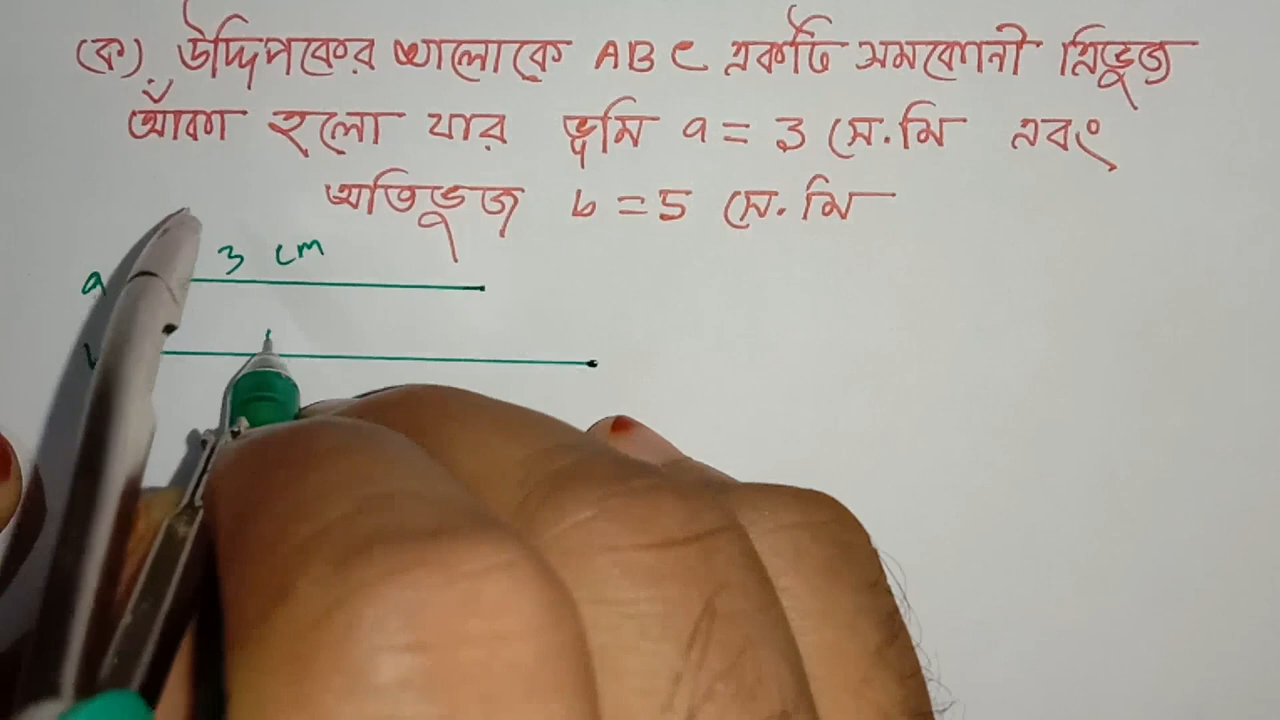 (ক). উদ্দিপকের আলোকে ABC একটি সমকোনী ত্রিভুজ
আঁকা হলো যার ভূমি a = 3 সে.মি এবং
অতিভূজ b = 5 সে.মি
3 cm
a